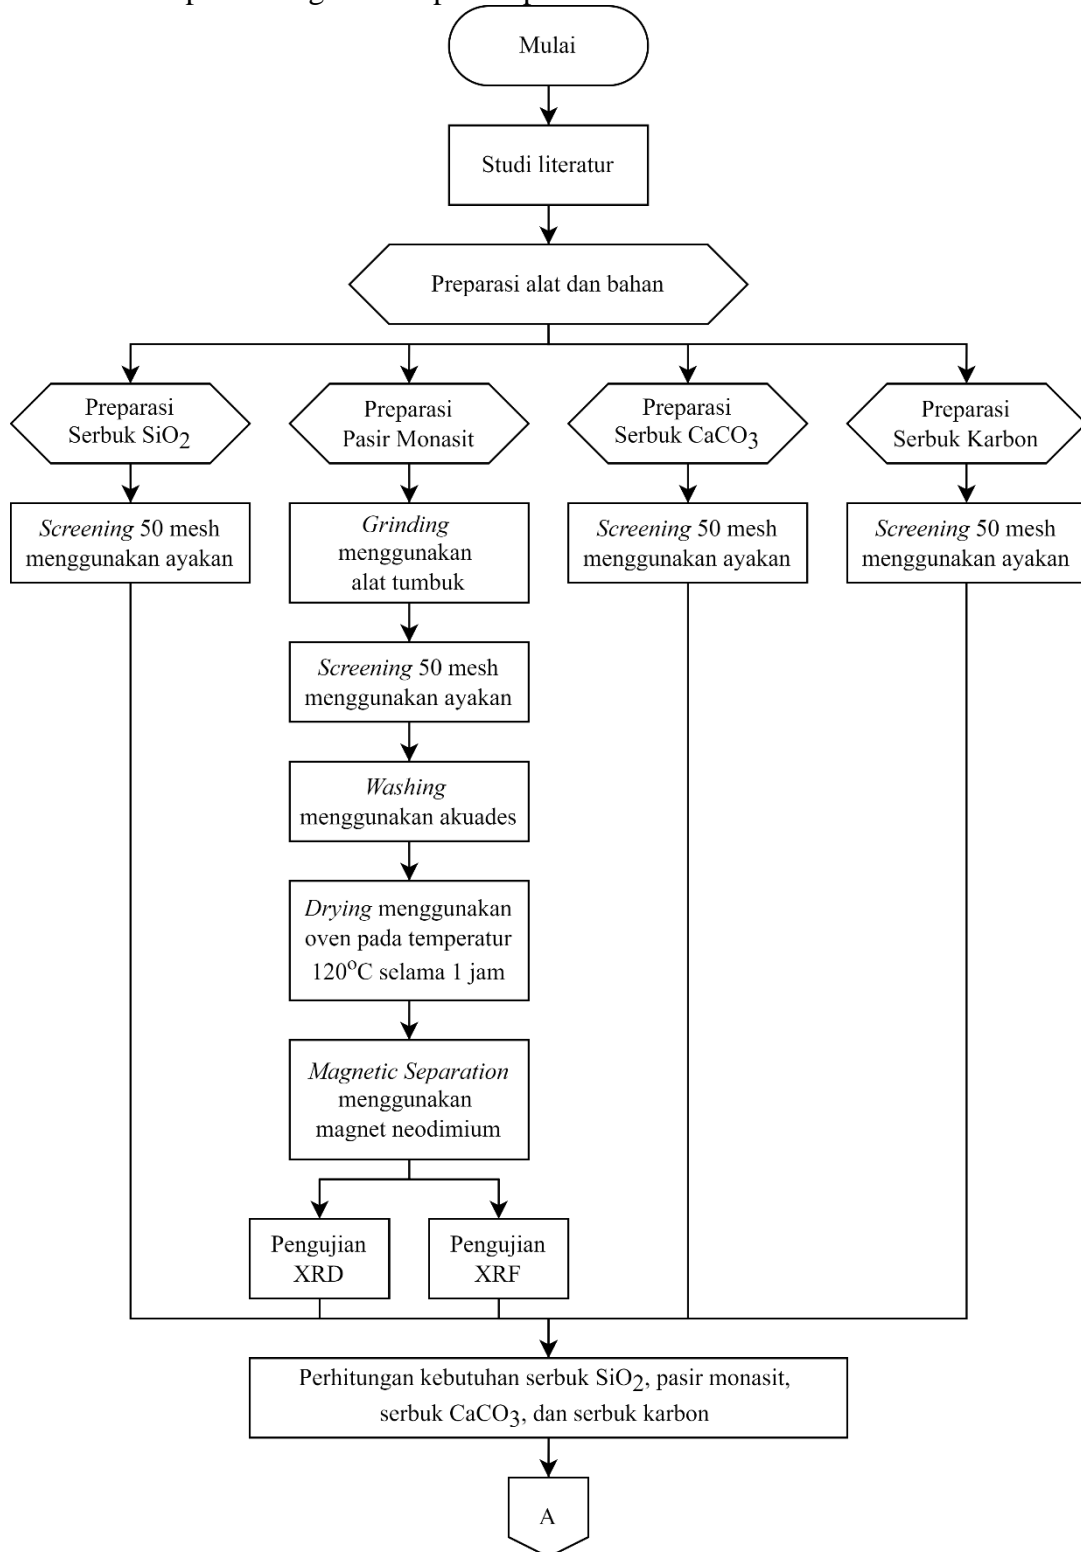 Mulai
Studi literatur
Preparasi alat dan bahan
Preparasi
Serbuk SiO2
Preparasi
Pasir Monasit
Preparasi
Serbuk CaCO3
Preparasi
Serbuk Karbon
Screening 50 mesh
menggunakan ayakan
Grinding
menggunakan
alat tumbuk
Screening 50 mesh
menggunakan ayakan
Screening 50 mesh
menggunakan ayakan
Screening 50 mesh
menggunakan ayakan
Washing
menggunakan akuades
Drying menggunakan
oven pada temperatur
120°C selama 1 jam
Magnetic Separation
menggunakan
magnet neodimium
Pengujian
XRD
Pengujian
XRF
Perhitungan kebutuhan serbuk SiO2, pasir monasit,
serbuk CaCO3, dan serbuk karbon
A